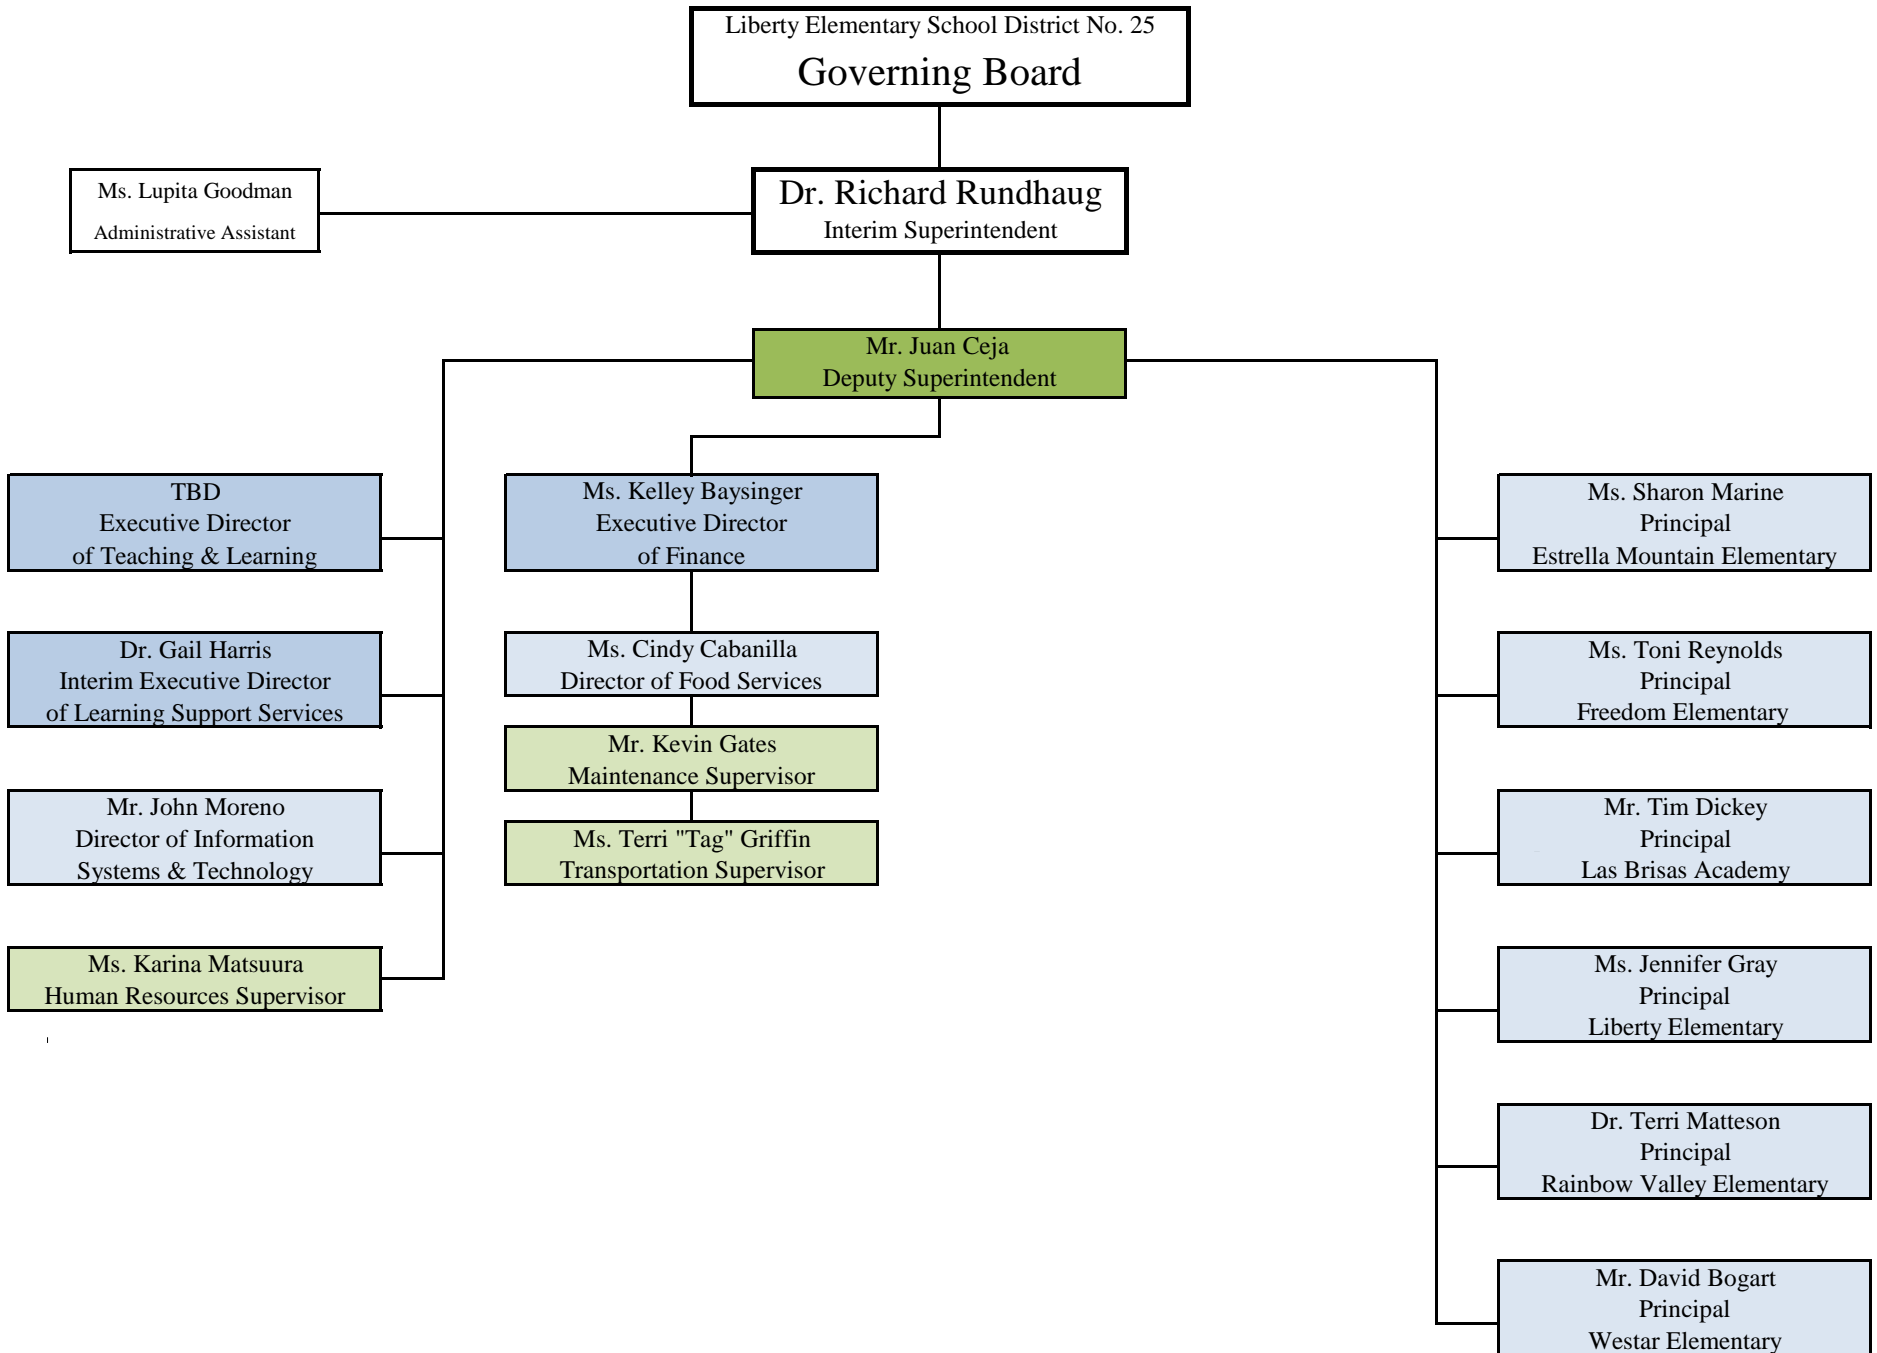 Liberty Elementary School District No. 25
Governing Board
Ms. Lupita Goodman
Administrative Assistant
Dr. Richard Rundhaug
Interim Superintendent
Mr. Juan Ceja
Deputy Superintendent
TBD
Executive Director
of Teaching & Learning
Dr. Gail Harris
Interim Executive Director
of Learning Support Services
Mr. John Moreno
Director of Information
Systems & Technology
Ms. Karina Matsuura
Human Resources Supervisor
Ms. Kelley Baysinger
Executive Director
of Finance
Ms. Cindy Cabanilla
Director of Food Services
Mr. Kevin Gates
Maintenance Supervisor
Ms. Terri "Tag" Griffin
Transportation Supervisor
Ms. Sharon Marine
Principal
Estrella Mountain Elementary
Ms. Toni Reynolds
Principal
Freedom Elementary
Mr. Tim Dickey
Principal
Las Brisas Academy
Ms. Jennifer Gray
Principal
Liberty Elementary
Dr. Terri Matteson
Principal
Rainbow Valley Elementary
Mr. David Bogart
Principal
Westar Elementary